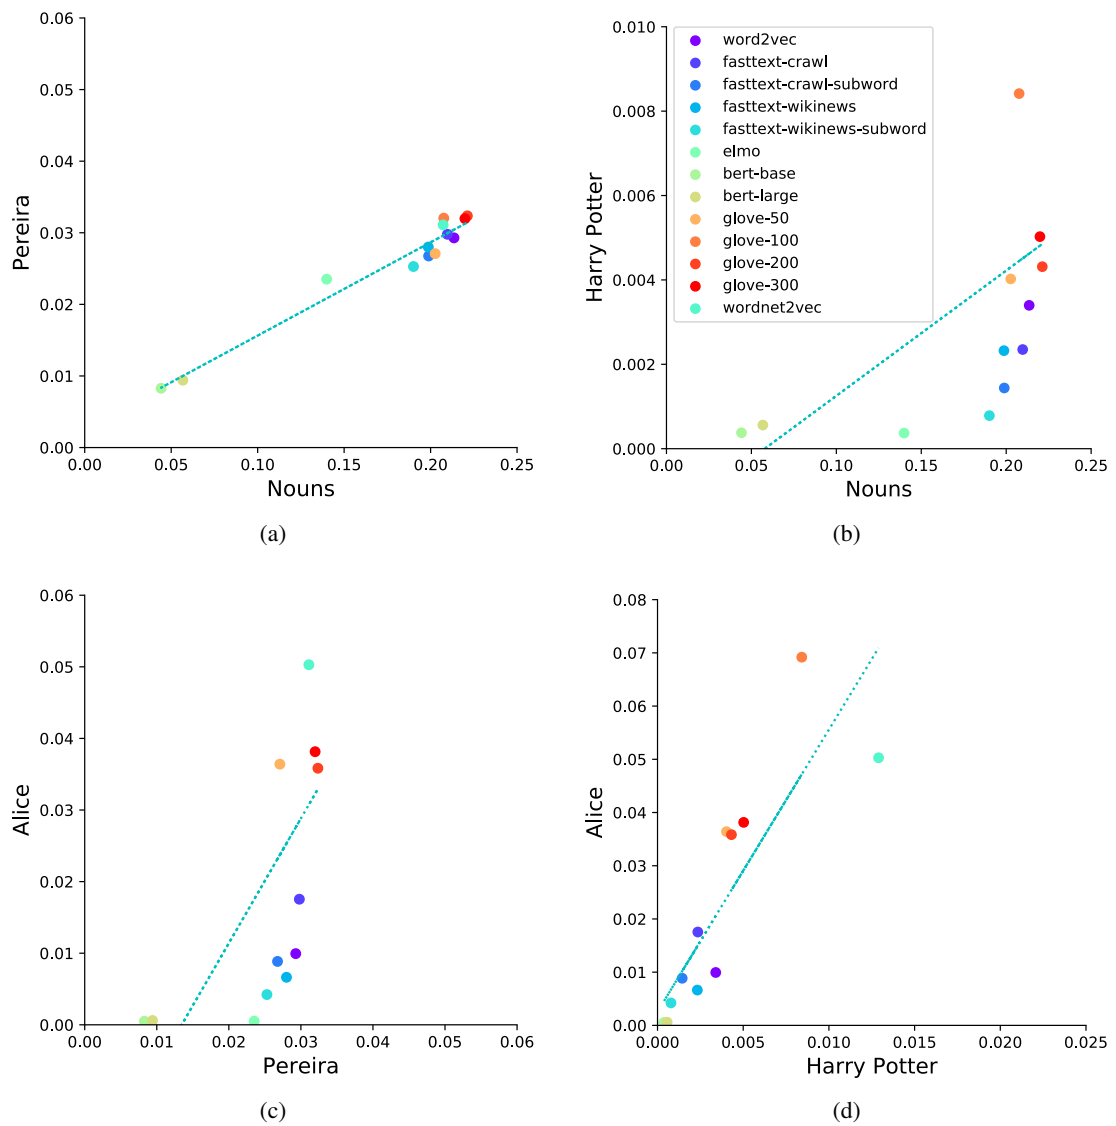 0.06
0.05
0.04
0.03
0.02
0.01
0.00
Pereira
0.00 0.05 0.10 0.15 0.20 0.25
Nouns
(a)
0.010
0.008
0.006
0.004
0.002
0.000
Harry Potter
word2vec
fasttext-crawl
fasttext-crawl-subword
fasttext-wikinews
fasttext-wikinews-subword
elmo
bert-base
bert-large
glove-50
glove-100
glove-200
glove-300
wordnet2vec
0.00 0.05 0.10 0.15 0.20 0.25
Nouns
(b)
0.06
0.05
0.04
0.03
0.02
0.01
0.00
Alice
0.00 0.01 0.02 0.03 0.04 0.05 0.06
Pereira
(c)
0.08
0.07
0.06
0.05
0.04
0.03
0.02
0.01
0.00
Alice
0.000 0.005 0.010 0.015 0.020 0.025
Harry Potter
(d)